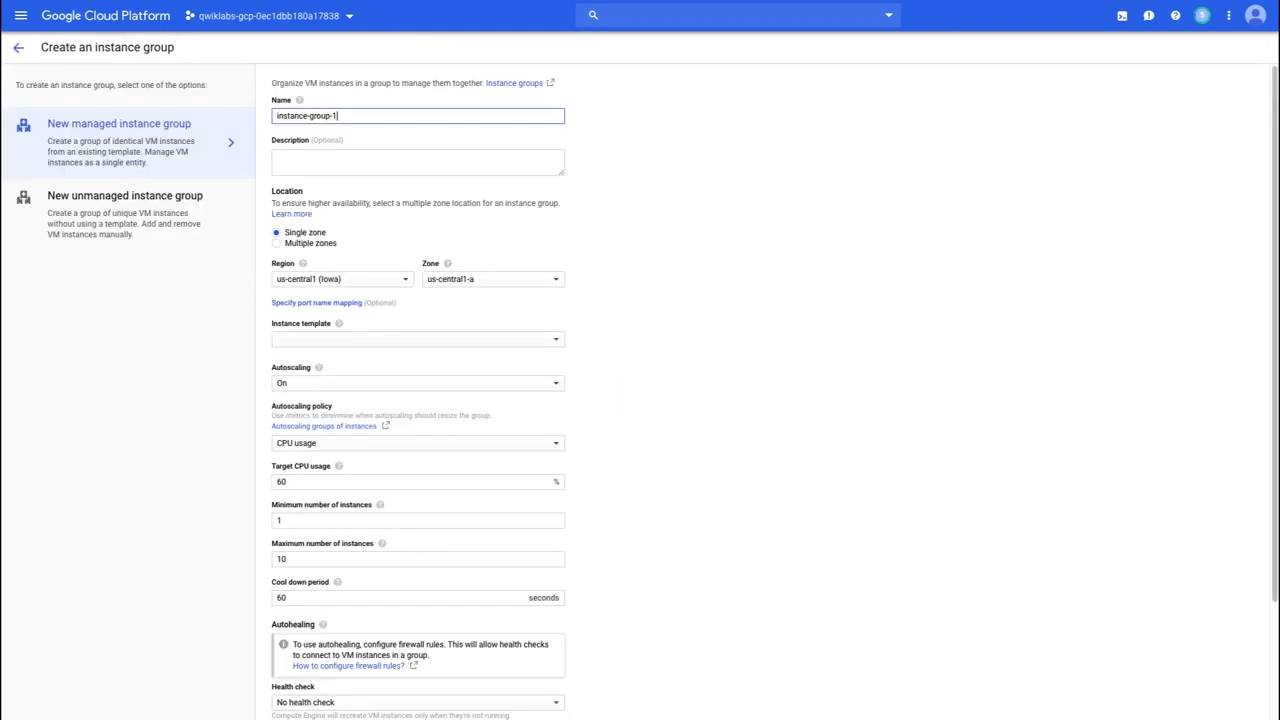 Google Cloud Platform
qwiklabs-gcp-0ec1dbb180a17838
S
Create an instance group
To create an instance group, select one of the options:
New managed instance group
Create a group of identical VM instances
from an existing template. Manage VM
instances as a single entity.
New unmanaged instance group
Create a group of unique VM instances
without using a template. Add and remove
VM instances manually.
Organize VM instances in a group to manage them together. Instance groups
Name
instance-group-1
Description (Optional)
Location
To ensure higher availability, select a multiple zone location for an instance group.
Learn more
Single zone
Multiple zones
Region Zone
us-central1 (Iowa) us-central1-a
Specify port name mapping (Optional)
Instance template
Autoscaling
On
Autoscaling policy
Use metrics to determine when autoscaling should resize the group.
Autoscaling groups of instances
CPU usage
Target CPU usage
60 %
Minimum number of instances
1
Maximum number of instances
10
Cool down period
60 seconds
Autohealing
To use autohealing, configure firewall rules. This will allow health checks
to connect to VM instances in a group.
How to configure firewall rules?
Health check
No health check
Compute Engine will recreate VM instances only when they're not running.